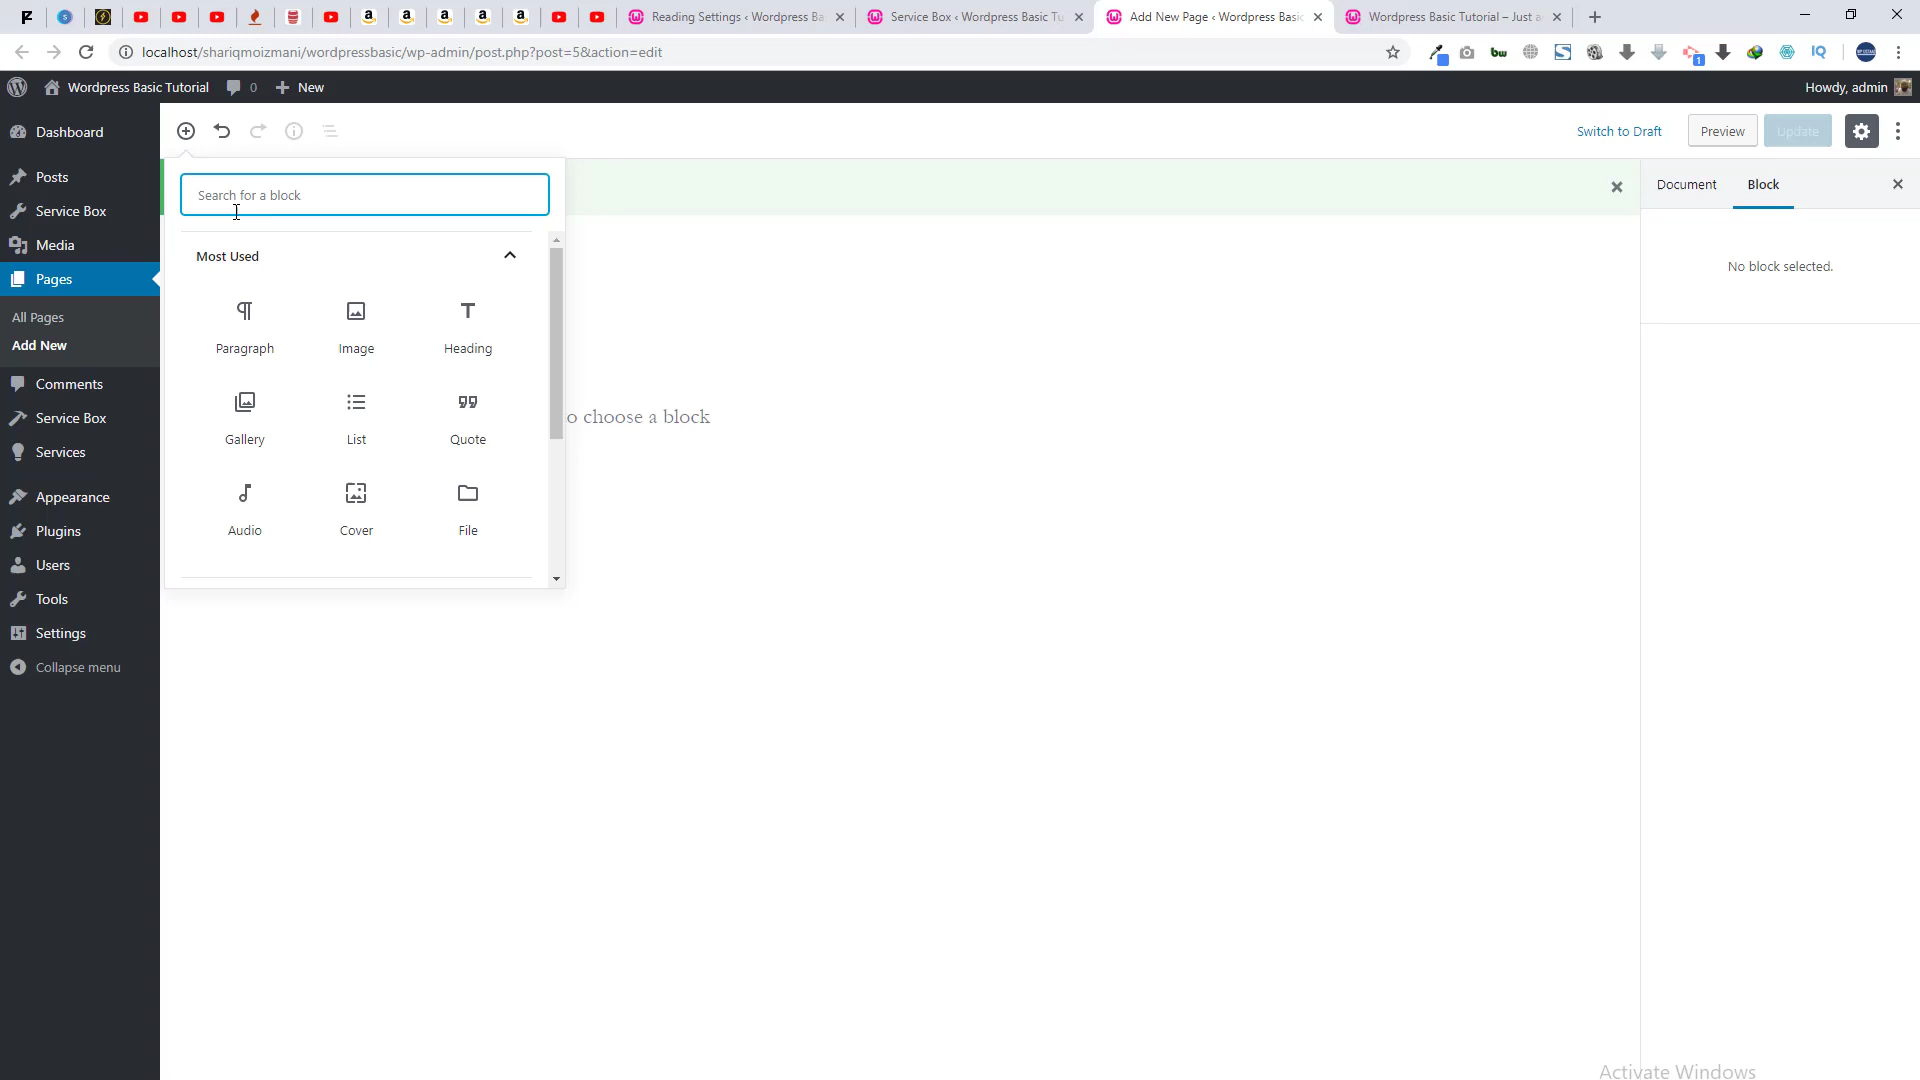 Reading Settings ‹ Wordpress Ba
Service Box ‹ Wordpress Basic Tu
Add New Page ‹ Wordpress Basic
Wordpress Basic Tutorial – Just a
localhost/shariqmoizmani/wordpressbasic/wp-admin/post.php?post=5&action=edit
bw
1
IQ
Wordpress Basic Tutorial
0
New
Howdy, admin
Dashboard
Posts
Service Box
Media
Pages
All Pages
Add New
Comments
Service Box
Services
Appearance
Plugins
Users
Tools
Settings
Collapse menu
Switch to Draft
Preview
Update
Search for a block
Most Used
Paragraph
Image
Heading
Gallery
List
Quote
Audio
Cover
File
o choose a block
Document
Block
No block selected.
Activate Windows